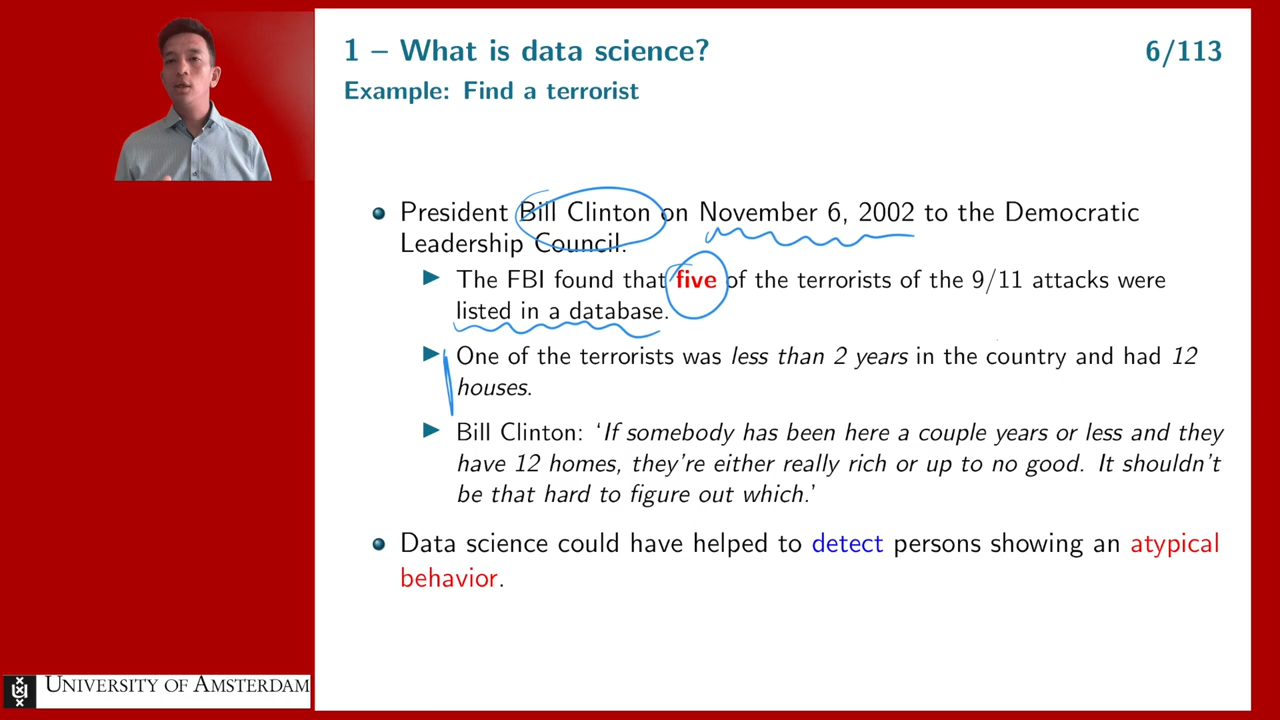 1 – What is data science?
6/113
Example: Find a terrorist
President Bill Clinton on November 6, 2002 to the Democratic
Leadership Council.
The FBI found that five of the terrorists of the 9/11 attacks were
listed in a database.
One of the terrorists was less than 2 years in the country and had 12
houses.
Bill Clinton: ‘If somebody has been here a couple years or less and they
have 12 homes, they're either really rich or up to no good. It shouldn't
be that hard to figure out which.'
Data science could have helped to detect persons showing an atypical
behavior.
UNIVERSITY OF AMSTERDAM